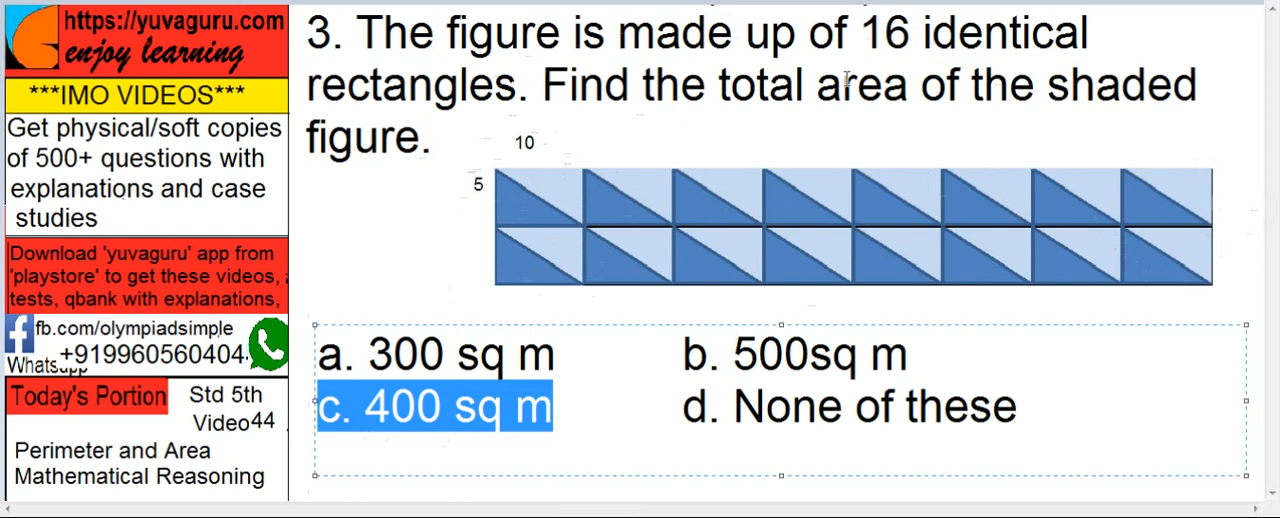 https://yuvaguru.com
enjoy learning
***IMO VIDEOS***
Get physical/soft copies
of 500+ questions with
explanations and case
studies
Download 'yuvaguru' app from
'playstore' to get these videos,
tests, qbank with explanations,
fb.com/olympiadsimple
Whatsupp +919960560404
Today's Portion Std 5th
Video44
Perimeter and Area
Mathematical Reasoning
3. The figure is made up of 16 identical
rectangles. Find the total area of the shaded
figure.
10
5
a. 300 sq m b. 500sq m
c. 400 sq m d. None of these